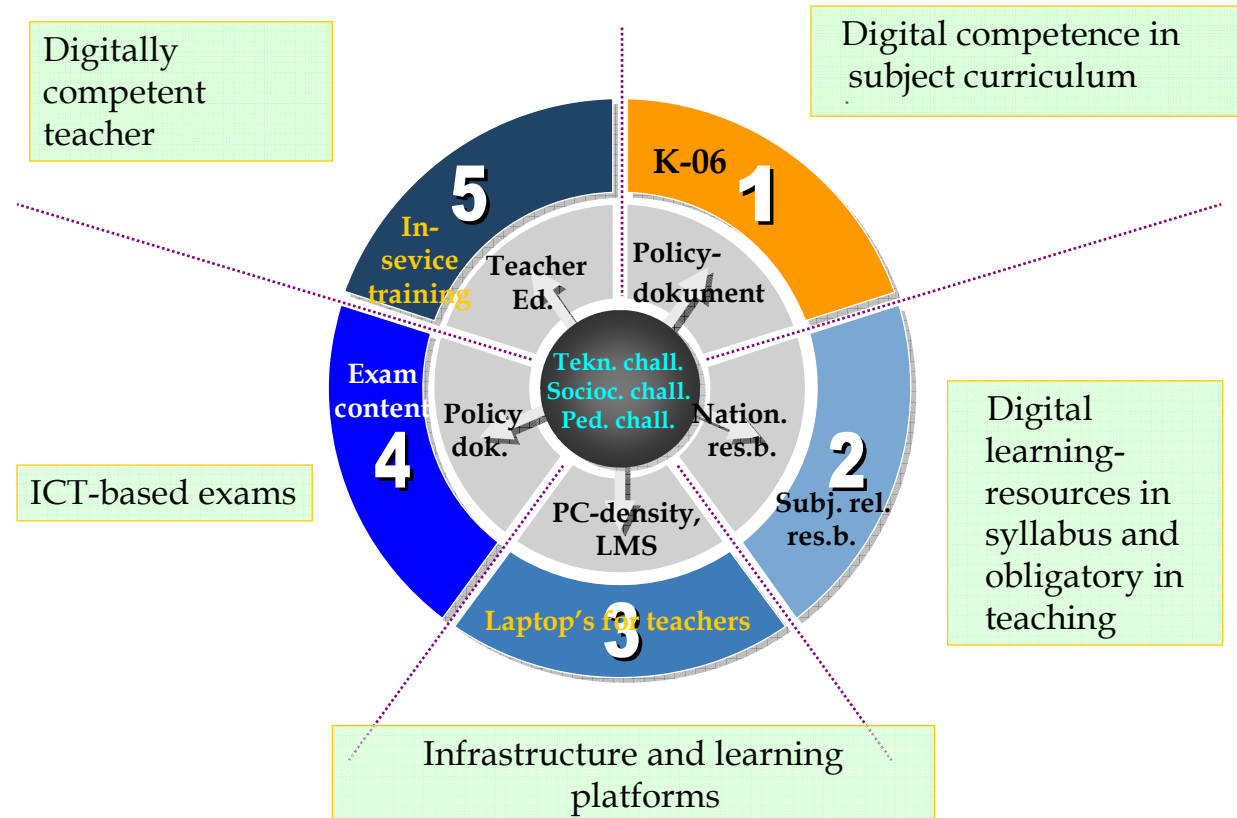 Digitally
competent
teacher
Digital competence in
subject curriculum
.
5
In-
sevice
training
Teacher
Ed.
K-06
1
Policy-
dokument
Tekn. chall.
Socioc. chall.
Ped. chall.
Exam
content
4
Policy
dok.
Nation.
res.b.
2
Subj. rel.
res.b.
PC-density,
LMS
Laptop's for teachers
3
ICT-based exams
Digital
learning-
resources in
syllabus and
obligatory in
teaching
Infrastructure and learning
platforms